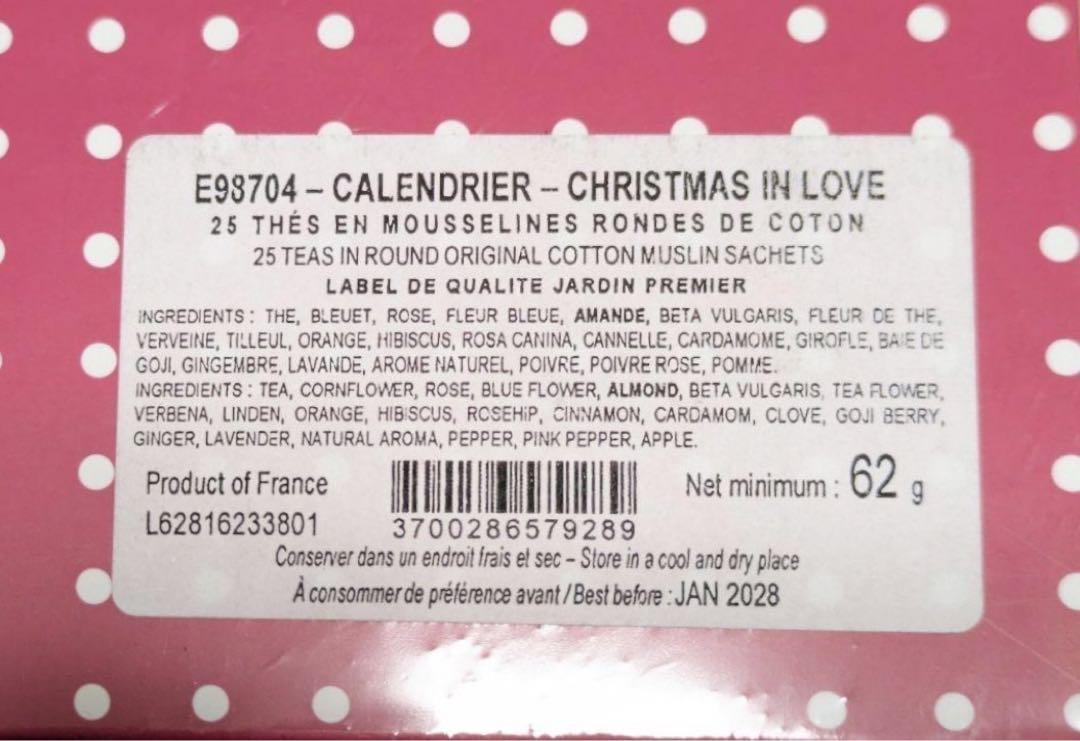 E98704 – CALENDRIER – CHRISTMAS IN LOVE
25 THÉS EN MOUSSELINES RONDES DE COTON
25 TEAS IN ROUND ORIGINAL COTTON MUSLIN SACHETS
LABEL DE QUALITE JARDIN PREMIER
INGREDIENTS : THE, BLEUET, ROSE, FLEUR BLEUE, AMANDE, BETA VULGARIS, FLEUR DE THE,
VERVEINE, TILLEUL, ORANGE, HIBISCUS, ROSA CANINA, CANNELLE, CARDAMOME, GIROFLE, BAIE DE
GOJI, GINGEMBRE, LAVANDE, AROME NATUREL, POIVRE, POIVRE ROSE, POMME.
INGREDIENTS : TEA, CORNFLOWER, ROSE, BLUE FLOWER, ALMOND, BETA VULGARIS, TEA FLOWER,
VERBENA, LINDEN, ORANGE, HIBISCUS, ROSEHIP, CINNAMON, CARDAMOM, CLOVE, GOJI BERRY,
GINGER, LAVENDER, NATURAL AROMA, PEPPER, PINK PEPPER, APPLE.
Product of France
L62816233801
3700286579289
Net minimum : 62 g
Conserver dans un endroit frais et sec – Store in a cool and dry place
À consommer de préférence avant / Best before : JAN 2028